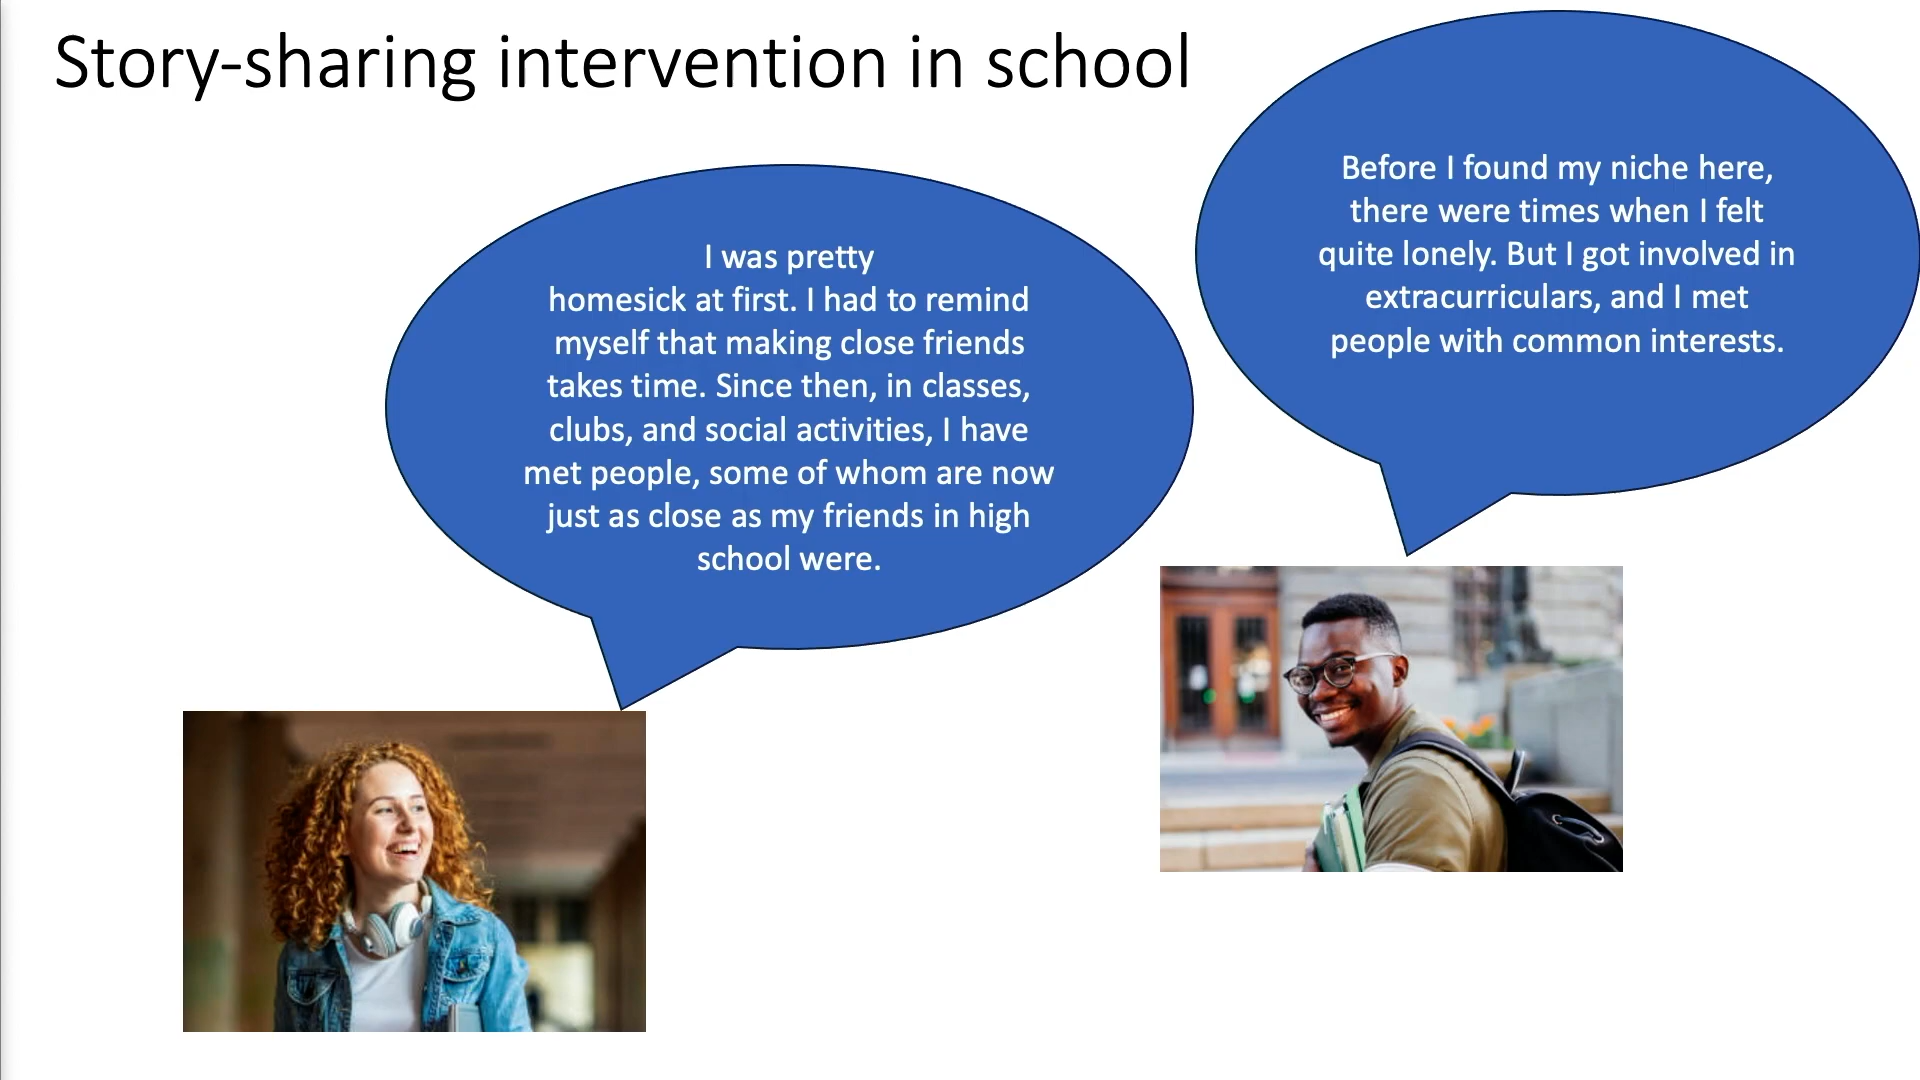 Story-sharing intervention in school
I was pretty
homesick at first. I had to remind
myself that making close friends
takes time. Since then, in classes,
clubs, and social activities, I have
met people, some of whom are now
just as close as my friends in high
school were.
Before I found my niche here,
there were times when I felt
quite lonely. But I got involved in
extracurriculars, and I met
people with common interests.